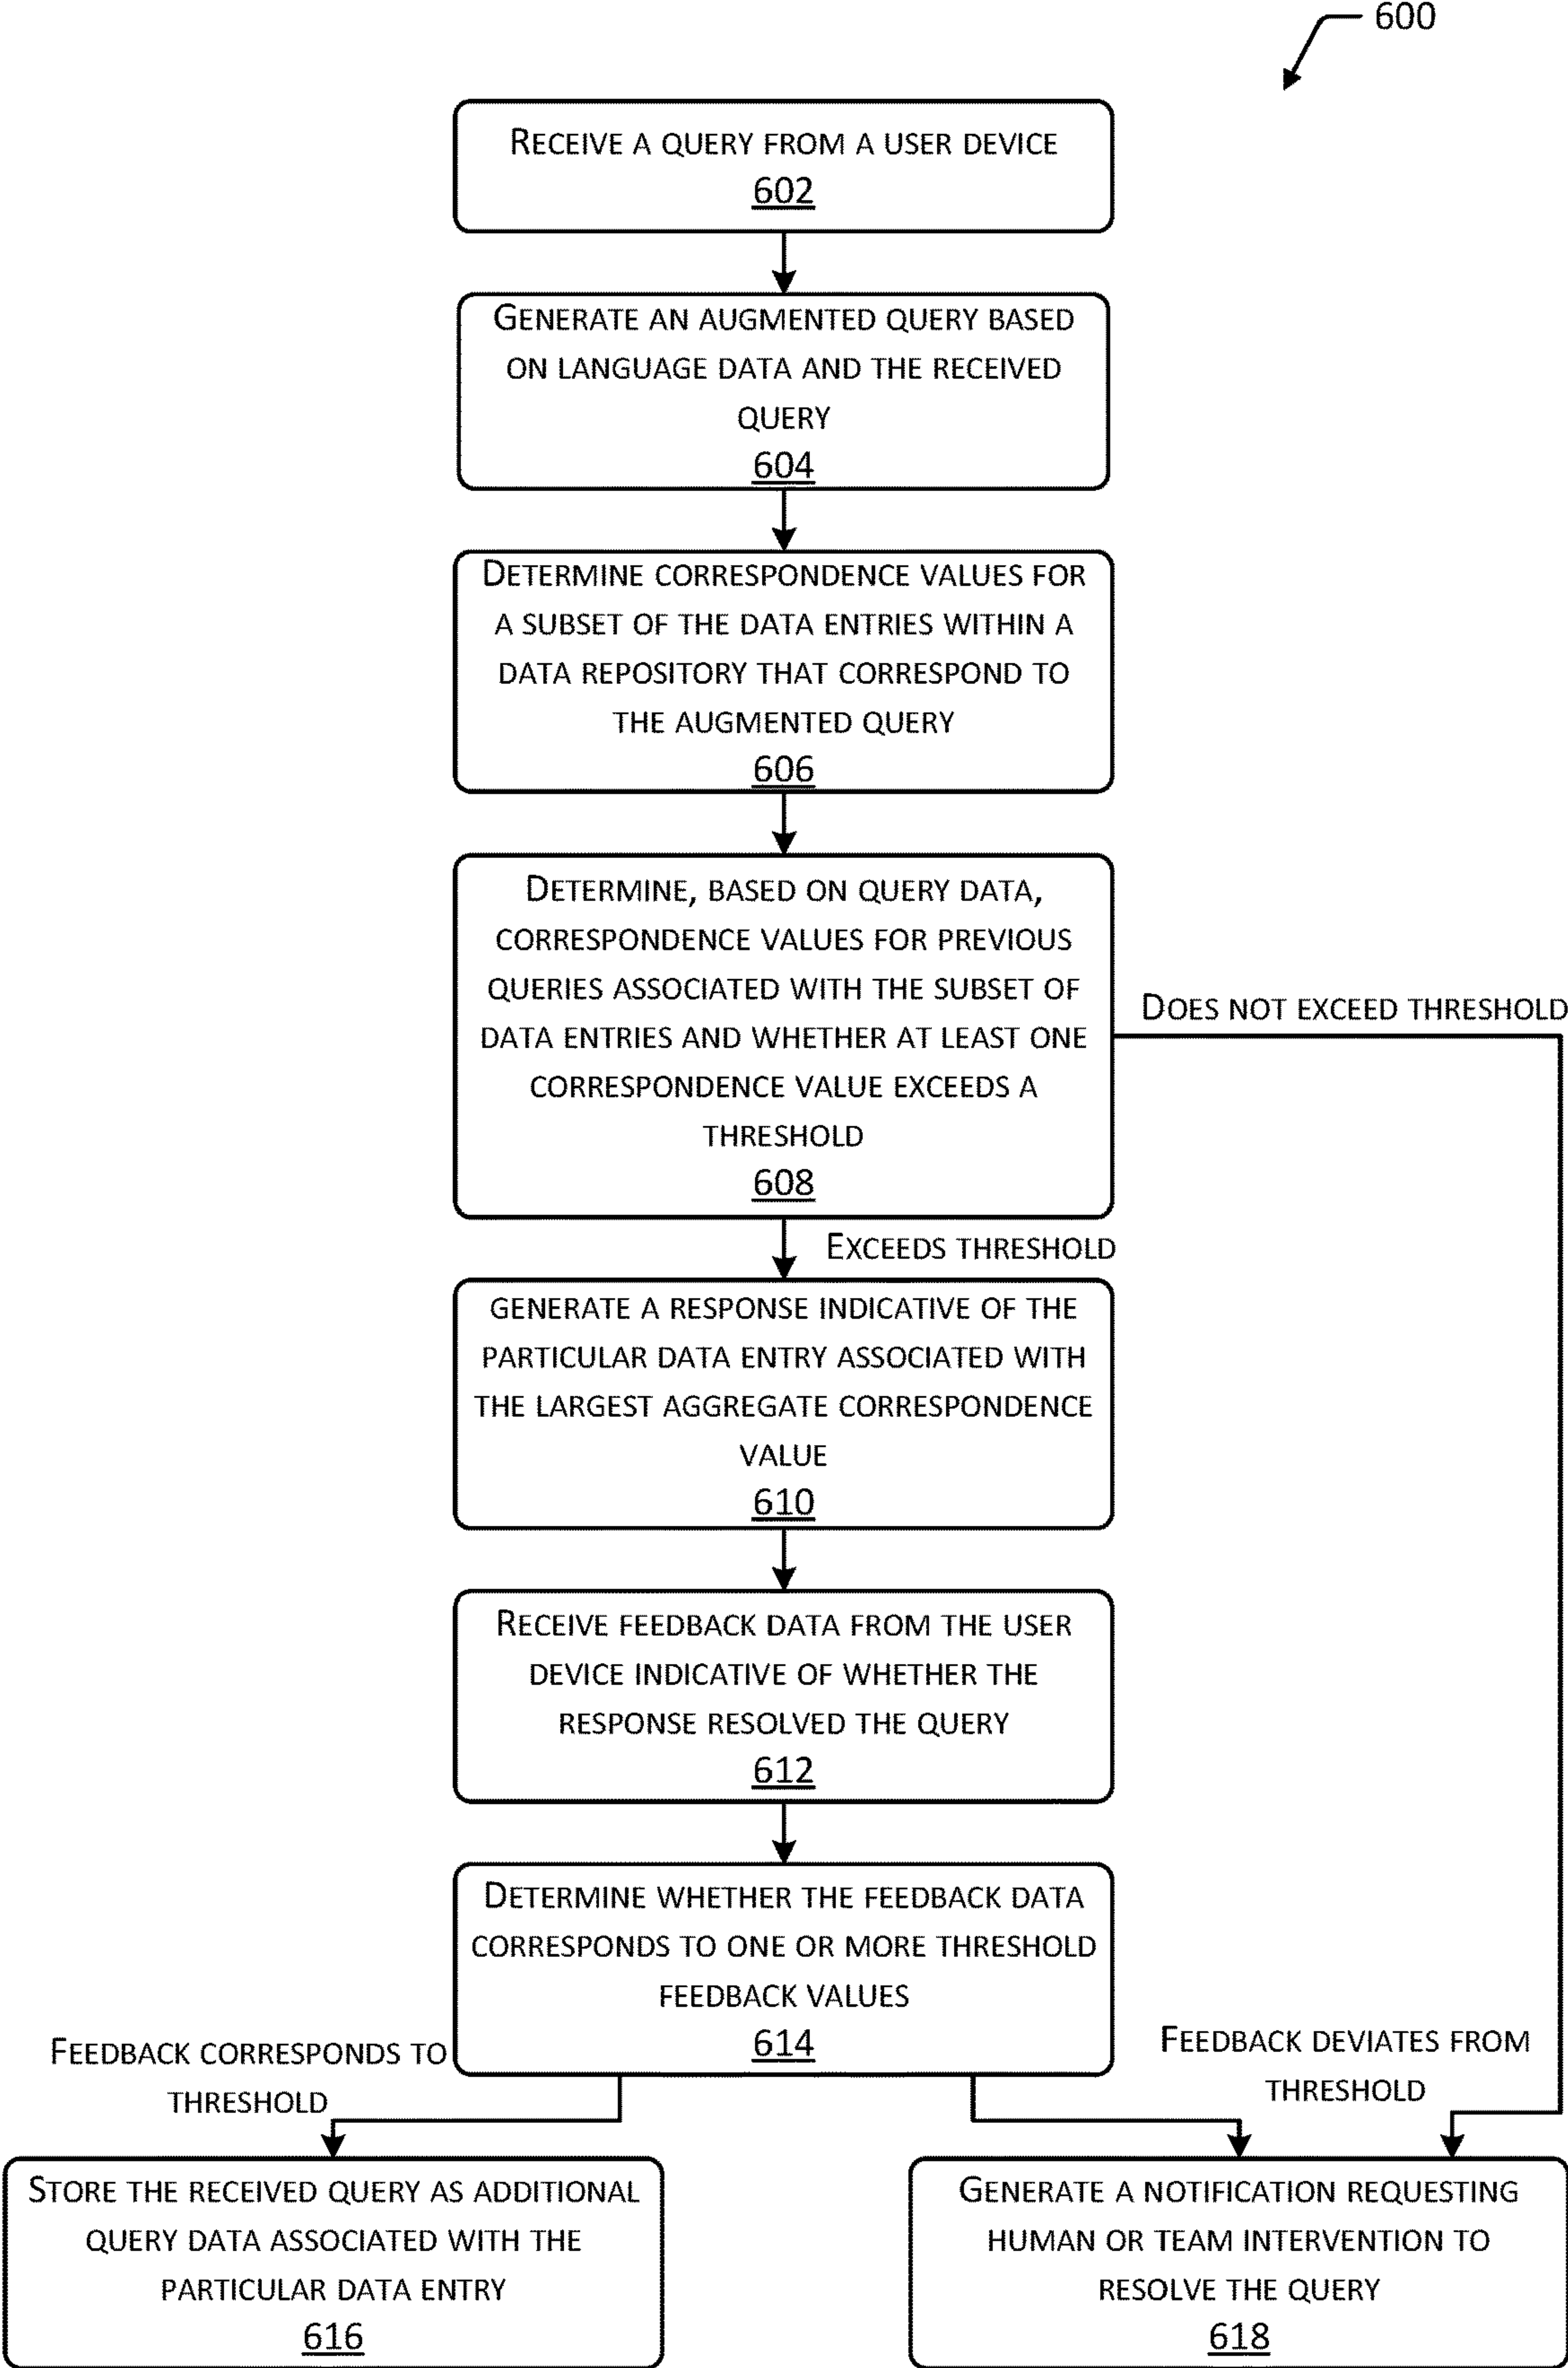 600
RECEIVE A QUERY FROM A USER DEVICE
602
GENERATE AN AUGMENTED QUERY BASED
ON LANGUAGE DATA AND THE RECEIVED
QUERY
604
DETERMINE CORRESPONDENCE VALUES FOR
A SUBSET OF THE DATA ENTRIES WITHIN A
DATA REPOSITORY THAT CORRESPOND TO
THE AUGMENTED QUERY
606
DETERMINE, BASED ON QUERY DATA,
CORRESPONDENCE VALUES FOR PREVIOUS
QUERIES ASSOCIATED WITH THE SUBSET OF
DATA ENTRIES AND WHETHER AT LEAST ONE
CORRESPONDENCE VALUE EXCEEDS A
THRESHOLD
608
DOES NOT EXCEED THRESHOLD
EXCEEDS THRESHOLD
GENERATE A RESPONSE INDICATIVE OF THE
PARTICULAR DATA ENTRY ASSOCIATED WITH
THE LARGEST AGGREGATE CORRESPONDENCE
VALUE
610
RECEIVE FEEDBACK DATA FROM THE USER
DEVICE INDICATIVE OF WHETHER THE
RESPONSE RESOLVED THE QUERY
612
DETERMINE WHETHER THE FEEDBACK DATA
CORRESPONDS TO ONE OR MORE THRESHOLD
FEEDBACK VALUES
614
FEEDBACK CORRESPONDS TO
THRESHOLD
FEEDBACK DEVIATES FROM
THRESHOLD
STORE THE RECEIVED QUERY AS ADDITIONAL
QUERY DATA ASSOCIATED WITH THE
PARTICULAR DATA ENTRY
616
GENERATE A NOTIFICATION REQUESTING
HUMAN OR TEAM INTERVENTION TO
RESOLVE THE QUERY
618